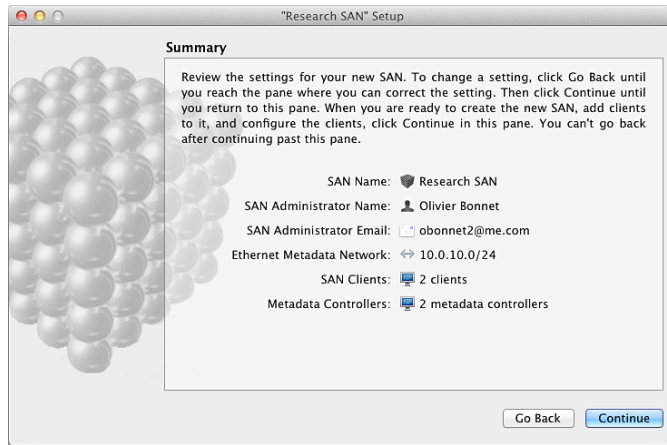 "Research SAN" Setup
Summary
Review the settings for your new SAN. To change a setting, click Go Back until
you reach the pane where you can correct the setting. Then click Continue until
you return to this pane. When you are ready to create the new SAN, add clients
to it, and configure the clients, click Continue in this pane. You can't go back
after continuing past this pane.
SAN Name: Research SAN
SAN Administrator Name: Olivier Bonnet
SAN Administrator Email: obonnet2@me.com
Ethernet Metadata Network: 10.0.10.0/24
SAN Clients: 2 clients
Metadata Controllers: 2 metadata controllers
Go Back Continue